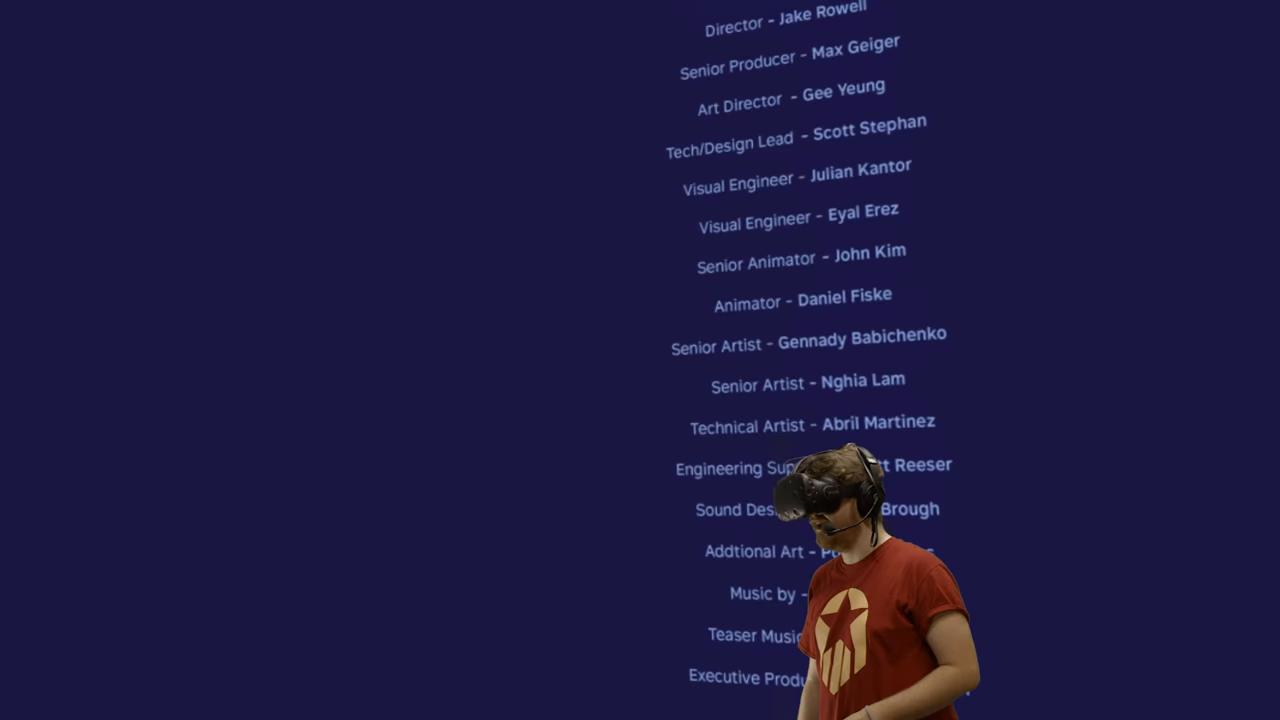 Director - Jake Rowell
Senior Producer - Max Geiger
Art Director - Gee Yeung
Tech/Design Lead - Scott Stephan
Visual Engineer - Julian Kantor
Visual Engineer - Eyal Erez
Senior Animator - John Kim
Animator - Daniel Fiske
Senior Artist - Gennady Babichenko
Senior Artist - Nghia Lam
Technical Artist - Abril Martinez
Engineering Reeser
Sound Brough
Addtional Art -
Music by -
Teaser
Executive